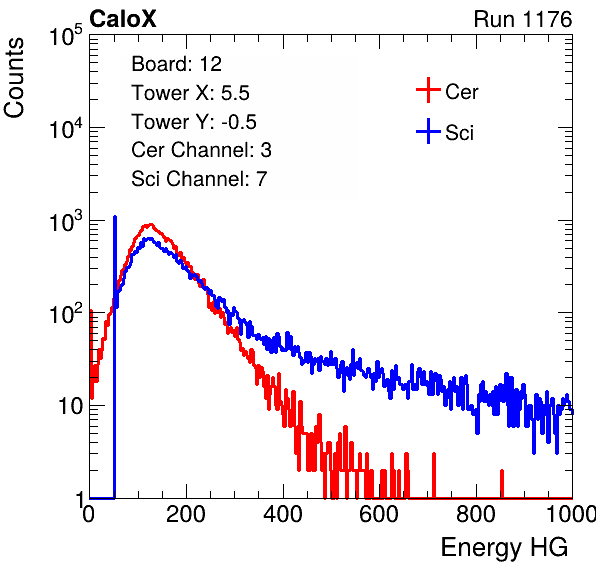 CaloX Run 1176
Counts
10^5
10^4
10^3
10^2
10
1
Board: 12
Tower X: 5.5
Tower Y: -0.5
Cer Channel: 3
Sci Channel: 7
Cer
Sci
0 200 400 600 800 1000
Energy HG